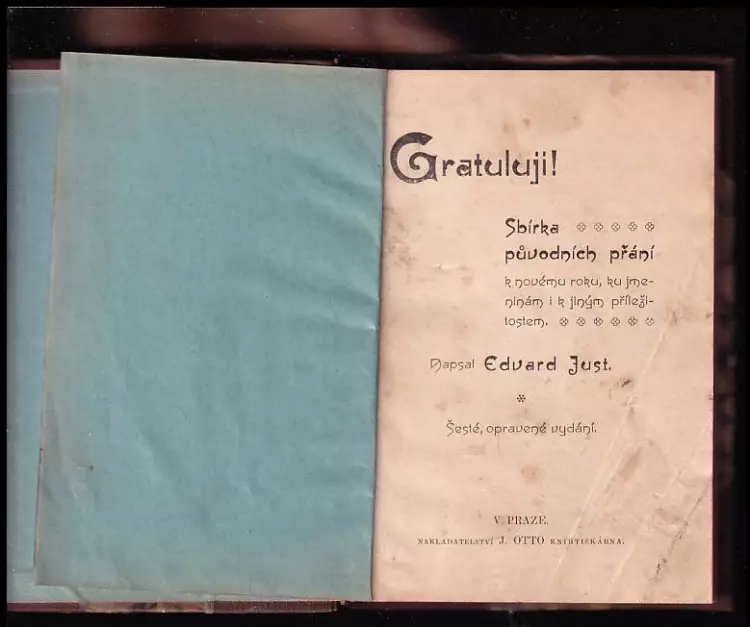 Gratuluji!
Sbírka
původních přání
k novému roku, ku jme-
ninám i k jiným příleži-
tostem.
Napsal Eduard Just.
Šesté, opravené vydání.
V PRAZE.
NAKLADATELSTVÍ J. OTTO KNIHTISKÁRNA.